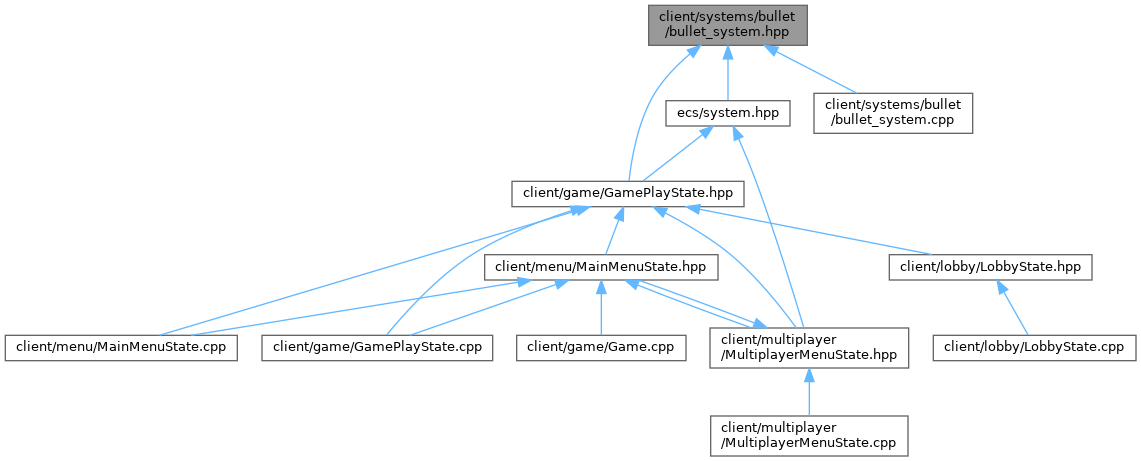 client/systems/bullet
/bullet_system.hpp
ecs/system.hpp
client/systems/bullet
/bullet_system.cpp
client/game/GamePlayState.hpp
client/menu/MainMenuState.hpp
client/lobby/LobbyState.hpp
client/menu/MainMenuState.cpp
client/game/GamePlayState.cpp
client/game/Game.cpp
client/multiplayer
/MultiplayerMenuState.hpp
client/lobby/LobbyState.cpp
client/multiplayer
/MultiplayerMenuState.cpp